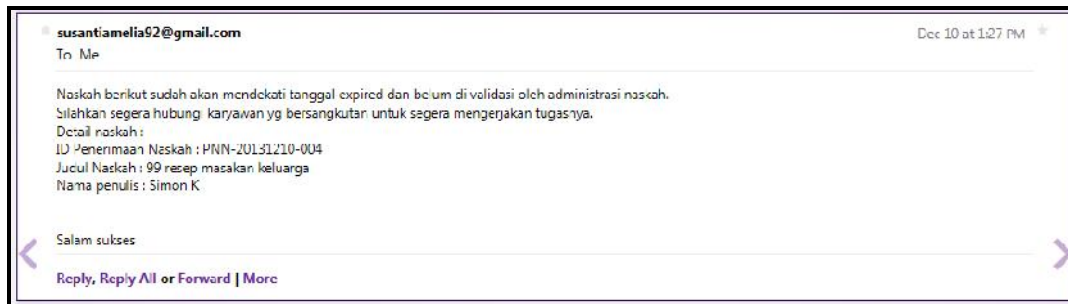 susantiamelia92@gmail.com
Dec 10 at 1:27 PM
To Me
Naskah berikut sudah akan mendekati tanggal expired dan belum di validasi oleh administrasi naskah.
Silahkan segera hubungi karyawan yg bersangkutan untuk segera mengerjakan tugasnya.
Detail naskah :
ID Penerimaan Naskah : PNN-20131210-004
Judul Naskah : 99 resep masakan keluarga
Nama penulis : Simon K
Salam sukses
Reply, Reply All or Forward | More